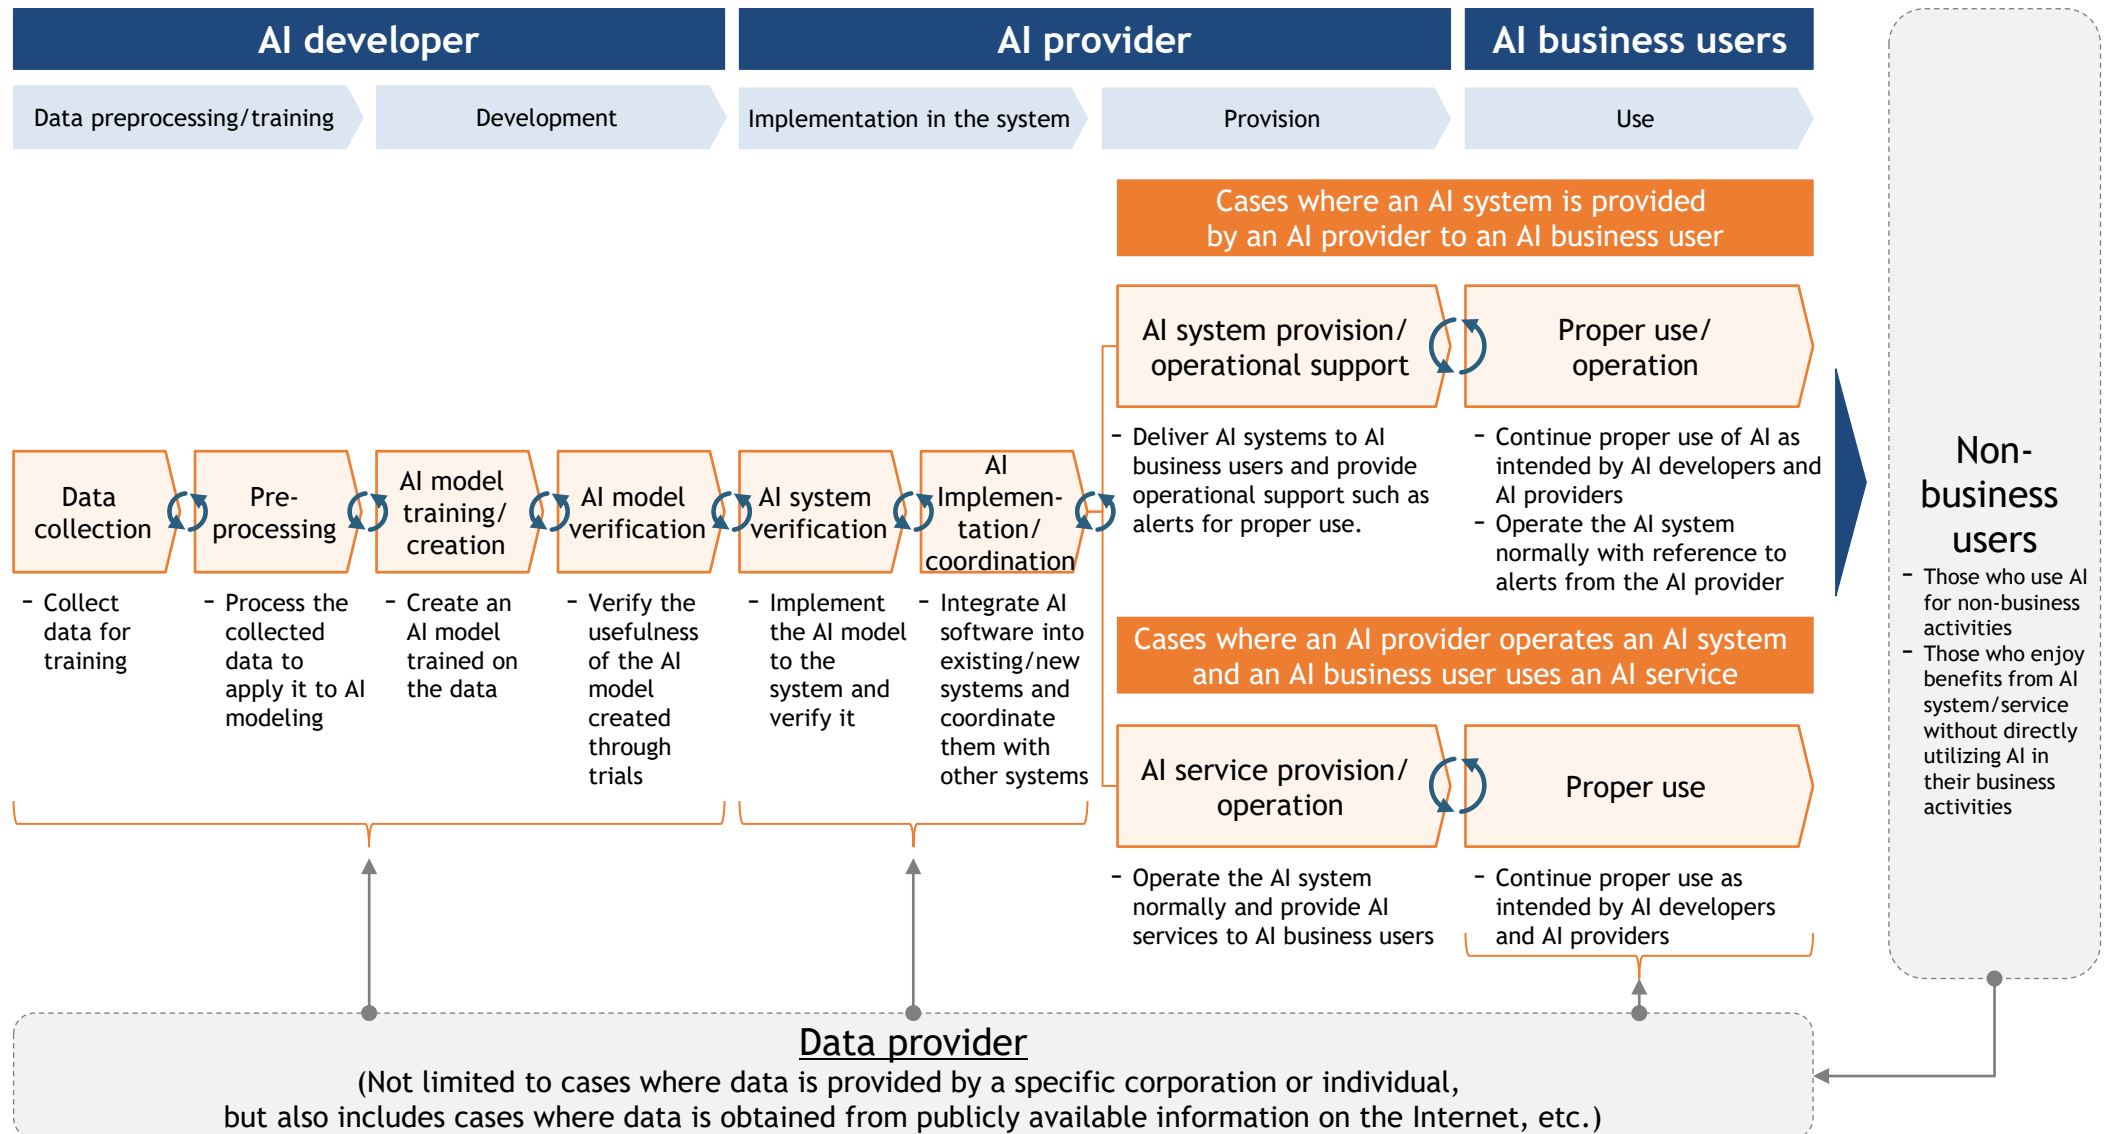 AI developer
AI provider
AI business users
Data preprocessing/training
Development
Implementation in the system
Provision
Use
Cases where an AI system is provided
by an AI provider to an AI business user
AI system provision/
operational support
Proper use/
operation
- Deliver AI systems to AI
business users and provide
operational support such as
alerts for proper use.
- Continue proper use of AI as
intended by AI developers and
AI providers
- Operate the AI system
normally with reference to
alerts from the AI provider
Data
collection
Pre-
processing
AI model
training/
creation
AI model
verification
AI system
verification
AI
Implemen-
tation/
coordination
- Collect
data for
training
- Process the
collected
data to
apply it to AI
modeling
- Create an
AI model
trained on
the data
- Verify the
usefulness
of the AI
model
created
through
trials
- Implement
the AI model
to the
system and
verify it
- Integrate AI
software into
existing/new
systems and
coordinate
them with
other systems
Cases where an AI provider operates an AI system
and an AI business user uses an AI service
AI service provision/
operation
Proper use
- Operate the AI system
normally and provide AI
services to AI business users
- Continue proper use as
intended by AI developers
and AI providers
Non-
business
users
- Those who use AI
for non-business
activities
- Those who enjoy
benefits from AI
system/service
without directly
utilizing AI in
their business
activities
Data provider
(Not limited to cases where data is provided by a specific corporation or individual,
but also includes cases where data is obtained from publicly available information on the Internet, etc.)